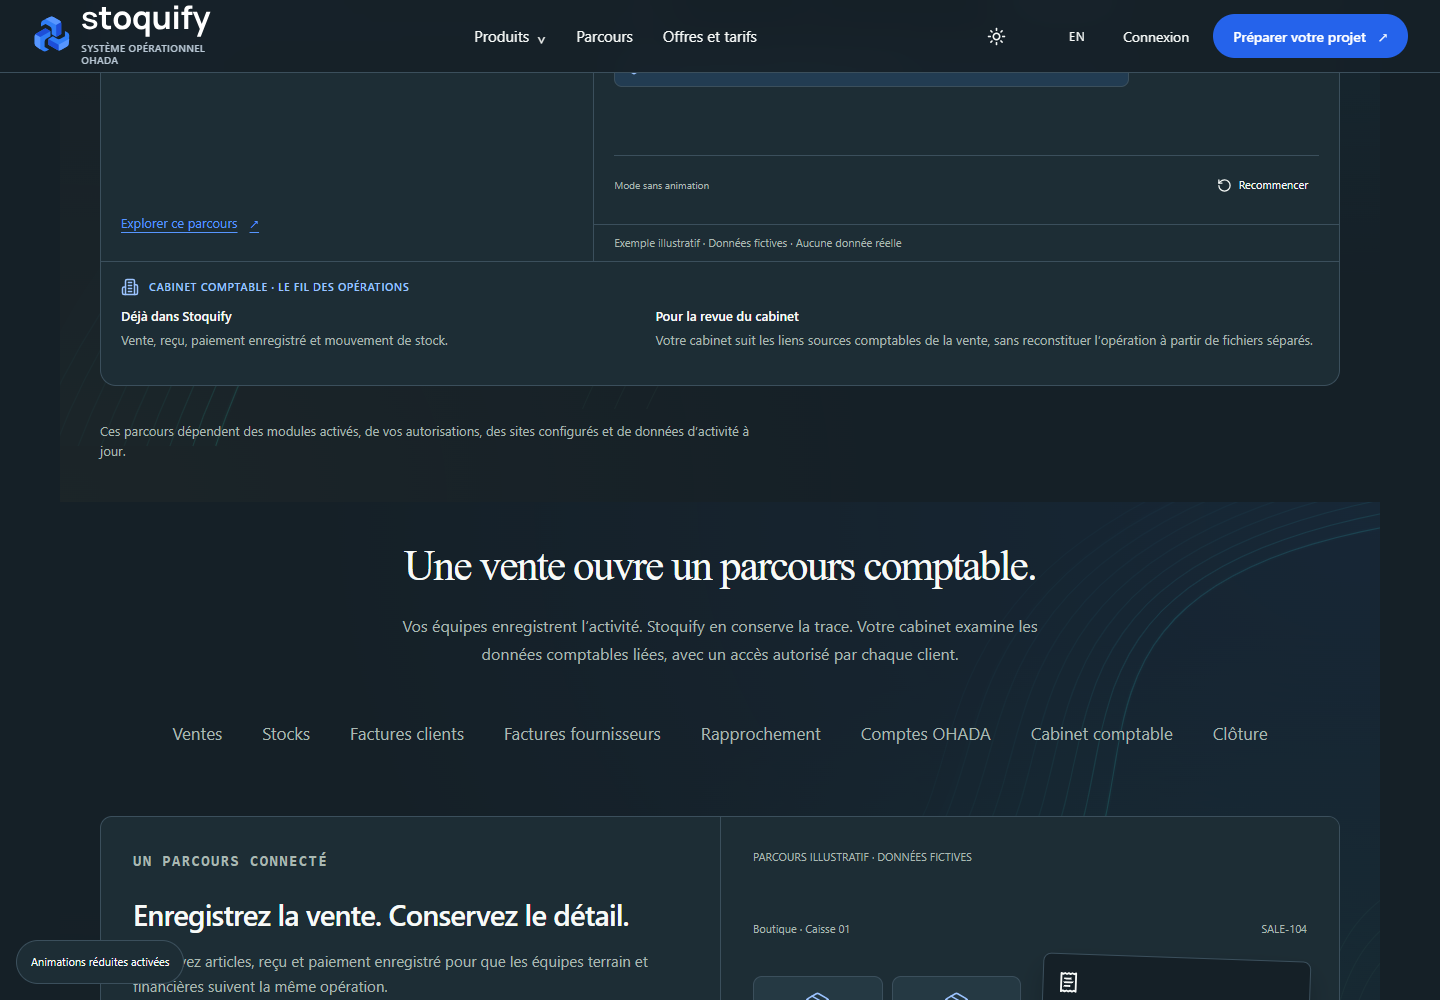 stoquify
SYSTÈME OPÉRATIONNEL
OHADA
Produits
Parcours
Offres et tarifs
EN
Connexion
Préparer votre projet ↗
Mode sans animation
Recommencer
Explorer ce parcours ↗
Exemple illustratif · Données fictives · Aucune donnée réelle
CABINET COMPTABLE · LE FIL DES OPÉRATIONS
Déjà dans Stoquify
Vente, reçu, paiement enregistré et mouvement de stock.
Pour la revue du cabinet
Votre cabinet suit les liens sources comptables de la vente, sans reconstituer l'opération à partir de fichiers séparés.
Ces parcours dépendent des modules activés, de vos autorisations, des sites configurés et de données d'activité à
jour.
Une vente ouvre un parcours comptable.
Vos équipes enregistrent l'activité. Stoquify en conserve la trace. Votre cabinet examine les
données comptables liées, avec un accès autorisé par chaque client.
Ventes
Stocks
Factures clients
Factures fournisseurs
Rapprochement
Comptes OHADA
Cabinet comptable
Clôture
UN PARCOURS CONNECTÉ
Enregistrez la vente. Conservez le détail.
articles, reçu et paiement enregistré pour que les équipes terrain et
financières suivent la même opération.
Animations réduites activées
PARCOURS ILLUSTRATIF · DONNÉES FICTIVES
Boutique · Caisse 01
SALE-104